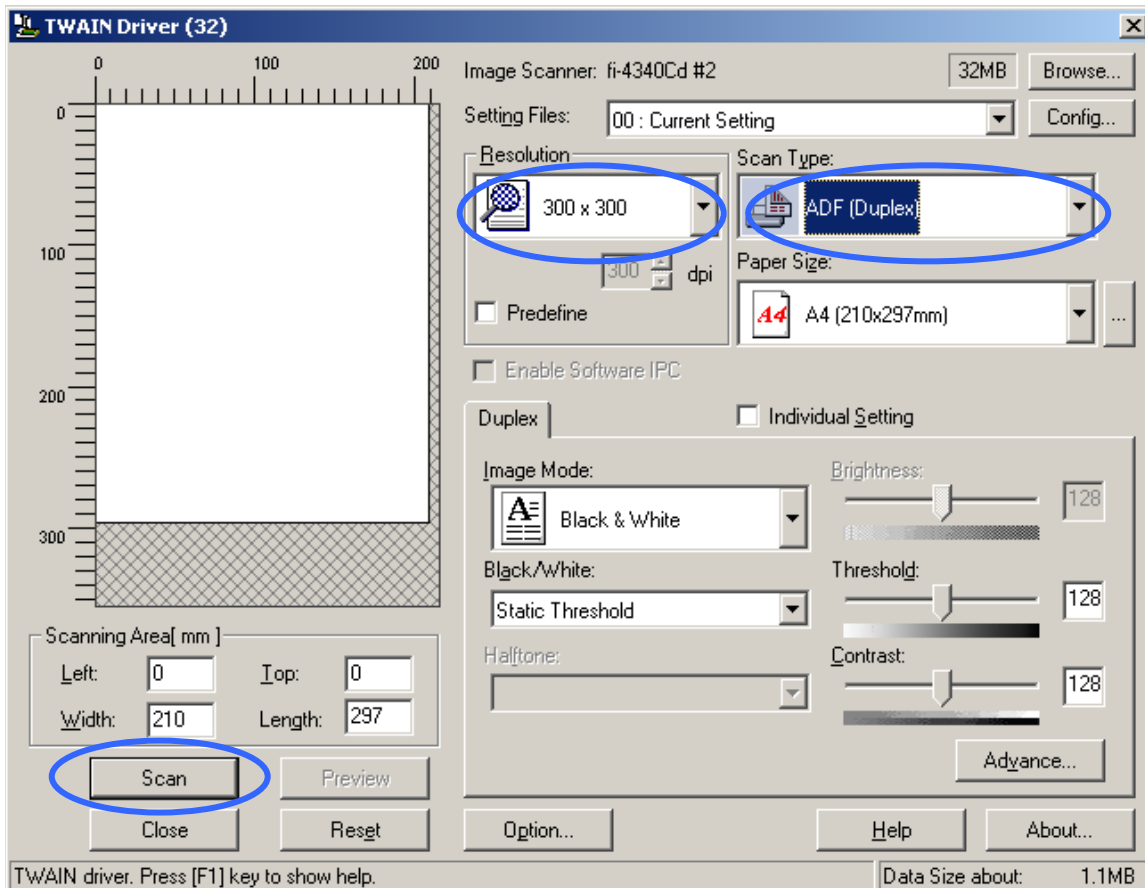 TWAIN Driver (32)
0 100 200
0
100
200
300
Image Scanner: fi-4340Cd #2 32MB Browse...
Setting Files: 00 : Current Setting Config...
Resolution
300 x 300
300 dpi
Predefine
Scan Type:
ADF (Duplex)
Paper Size:
A4 A4 (210x297mm) ...
Enable Software IPC
Duplex Individual Setting
Image Mode:
A Black & White
Black/White:
Static Threshold
Halftone:
Brightness:
128
Threshold:
128
Contrast:
128
Advance...
Scanning Area[ mm ]
Left: 0 Top: 0
Width: 210 Length: 297
Scan Preview
Close Reset Option... Help About...
TWAIN driver. Press [F1] key to show help. Data Size about: 1.1MB